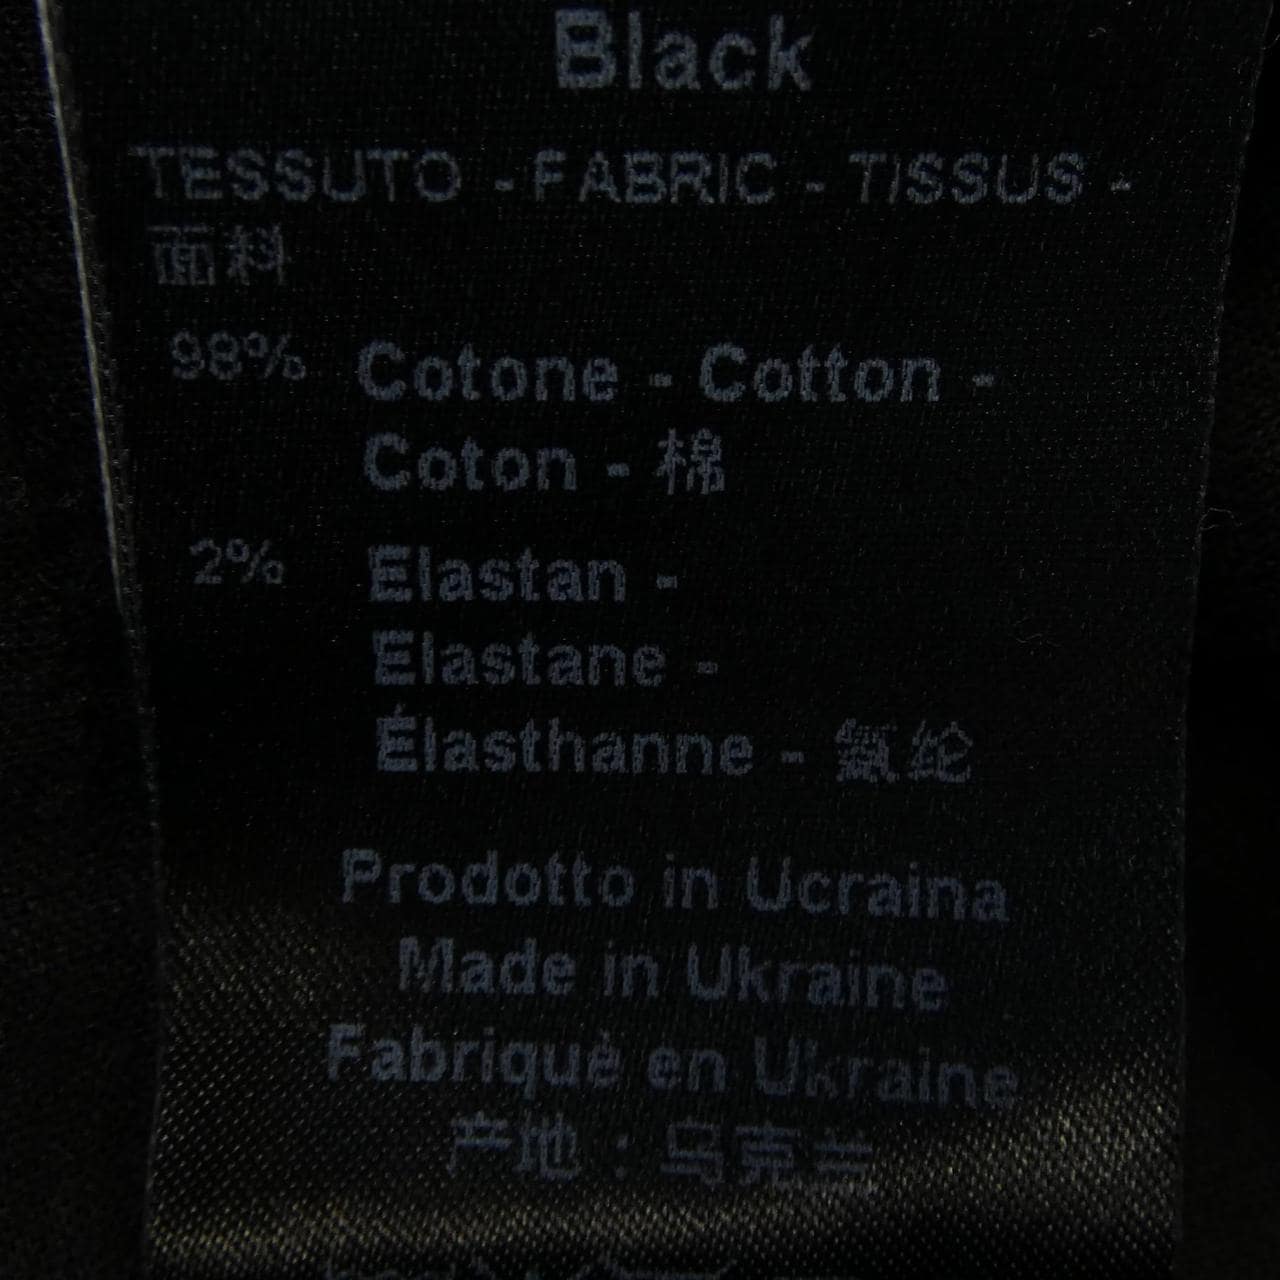 Black
TESSUTO - FABRIC - TISSUS -
面料
98% Cotone - Cotton -
Coton - 棉
2% Elastan -
Elastane -
Élasthanne - 氨纶
Prodotto in Ucraina
Made in Ukraine
Fabriquè en Ukraine
产地：乌克兰